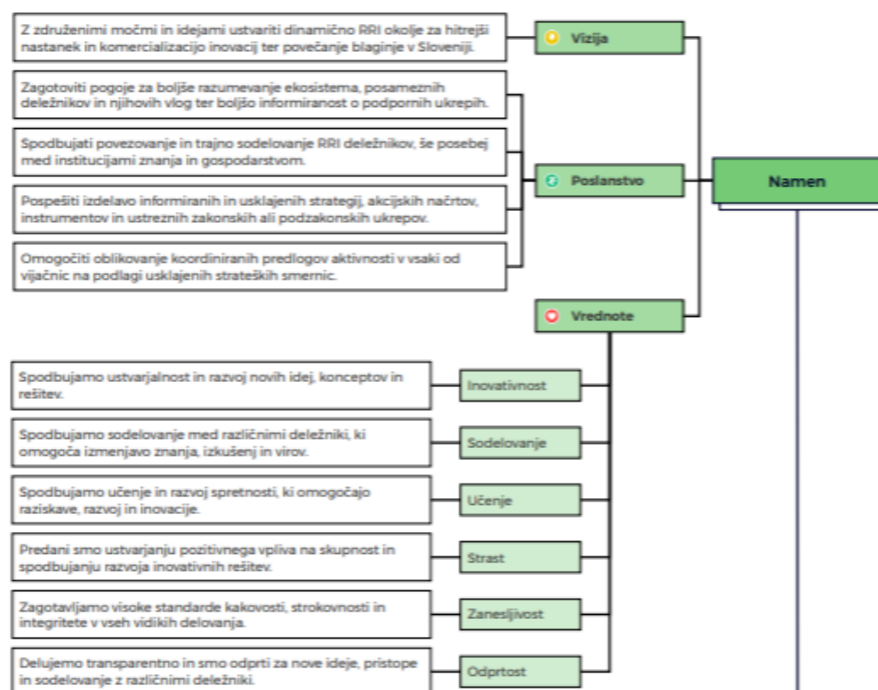 Z združenimi močmi in idejami ustvariti dinamično RRI okolje za hitrejši
nastanek in komercializacijo inovacij ter povečanje blaginje v Sloveniji.
Vizija
Zagotoviti pogoje za boljše razumevanje ekosistema, posameznih
deležnikov in njihovih vlog ter boljšo informiranost o podpornih ukrepih.
Spodbujati povezovanje in trajno sodelovanje RRI deležnikov, še posebej
med institucijami znanja in gospodarstvom.
Poslanstvo
Namen
Pospešiti izdelavo informiranih in usklajenih strategij, akcijskih načrtov,
instrumentov in ustreznih zakonskih ali podzakonskih ukrepov.
Omogočiti oblikovanje koordiniranih predlogov aktivnosti v vsaki od
vijačnic na podlagi usklajenih strateških smernic.
Vrednote
Spodbujamo ustvarjalnost in razvoj novih idej, konceptov in
rešitev.
Inovativnost
Spodbujamo sodelovanje med različnimi deležniki, ki
omogoča izmenjavo znanja, izkušenj in virov.
Sodelovanje
Spodbujamo učenje in razvoj spretnosti, ki omogočajo
raziskave, razvoj in inovacije.
Učenje
Predani smo ustvarjanju pozitivnega vpliva na skupnost in
spodbujanju razvoja inovativnih rešitev.
Strast
Zagotavljamo visoke standarde kakovosti, strokovnosti in
integritete v vseh vidikih delovanja.
Zanesljivost
Delujemo transparentno in smo odprti za nove ideje, pristope
in sodelovanje z različnimi deležniki.
Odprtost